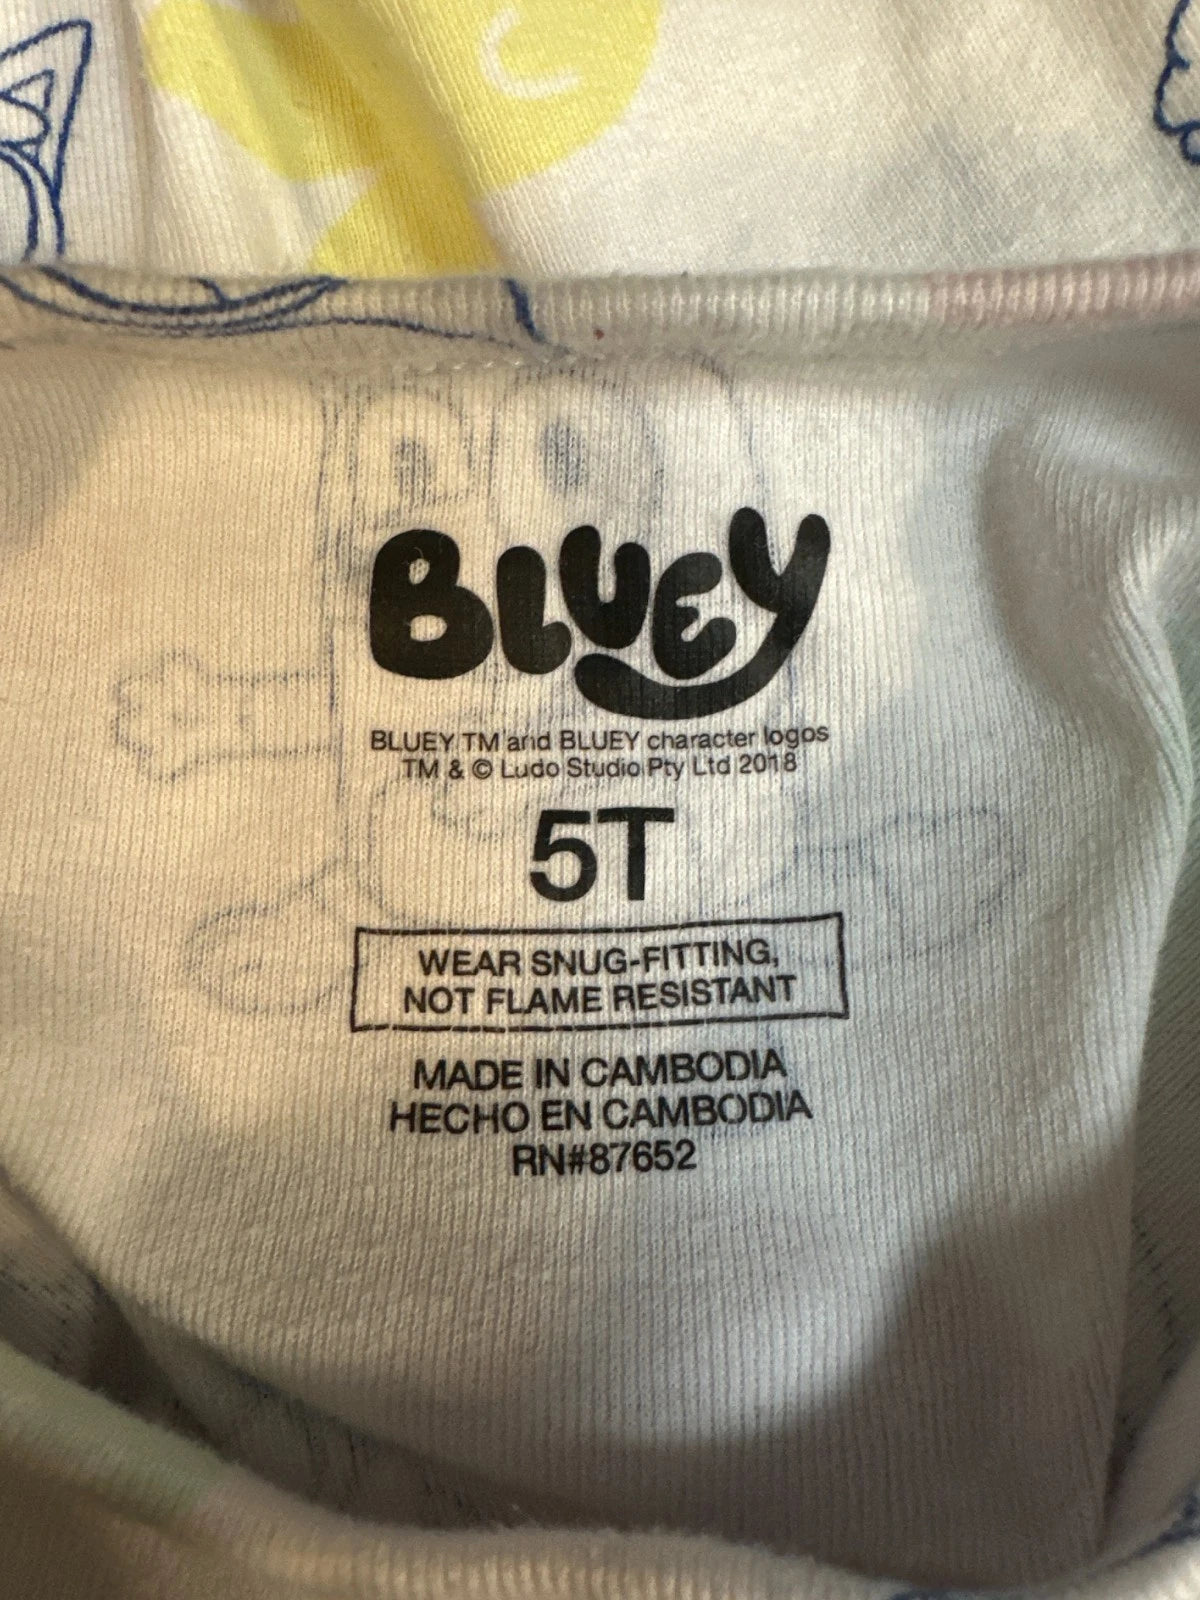 BLUEY
BLUEY TM and BLUEY character logos
TM & © Ludo Studio Pty Ltd 2018
5T
WEAR SNUG-FITTING,
NOT FLAME RESISTANT
MADE IN CAMBODIA
HECHO EN CAMBODIA
RN#87652